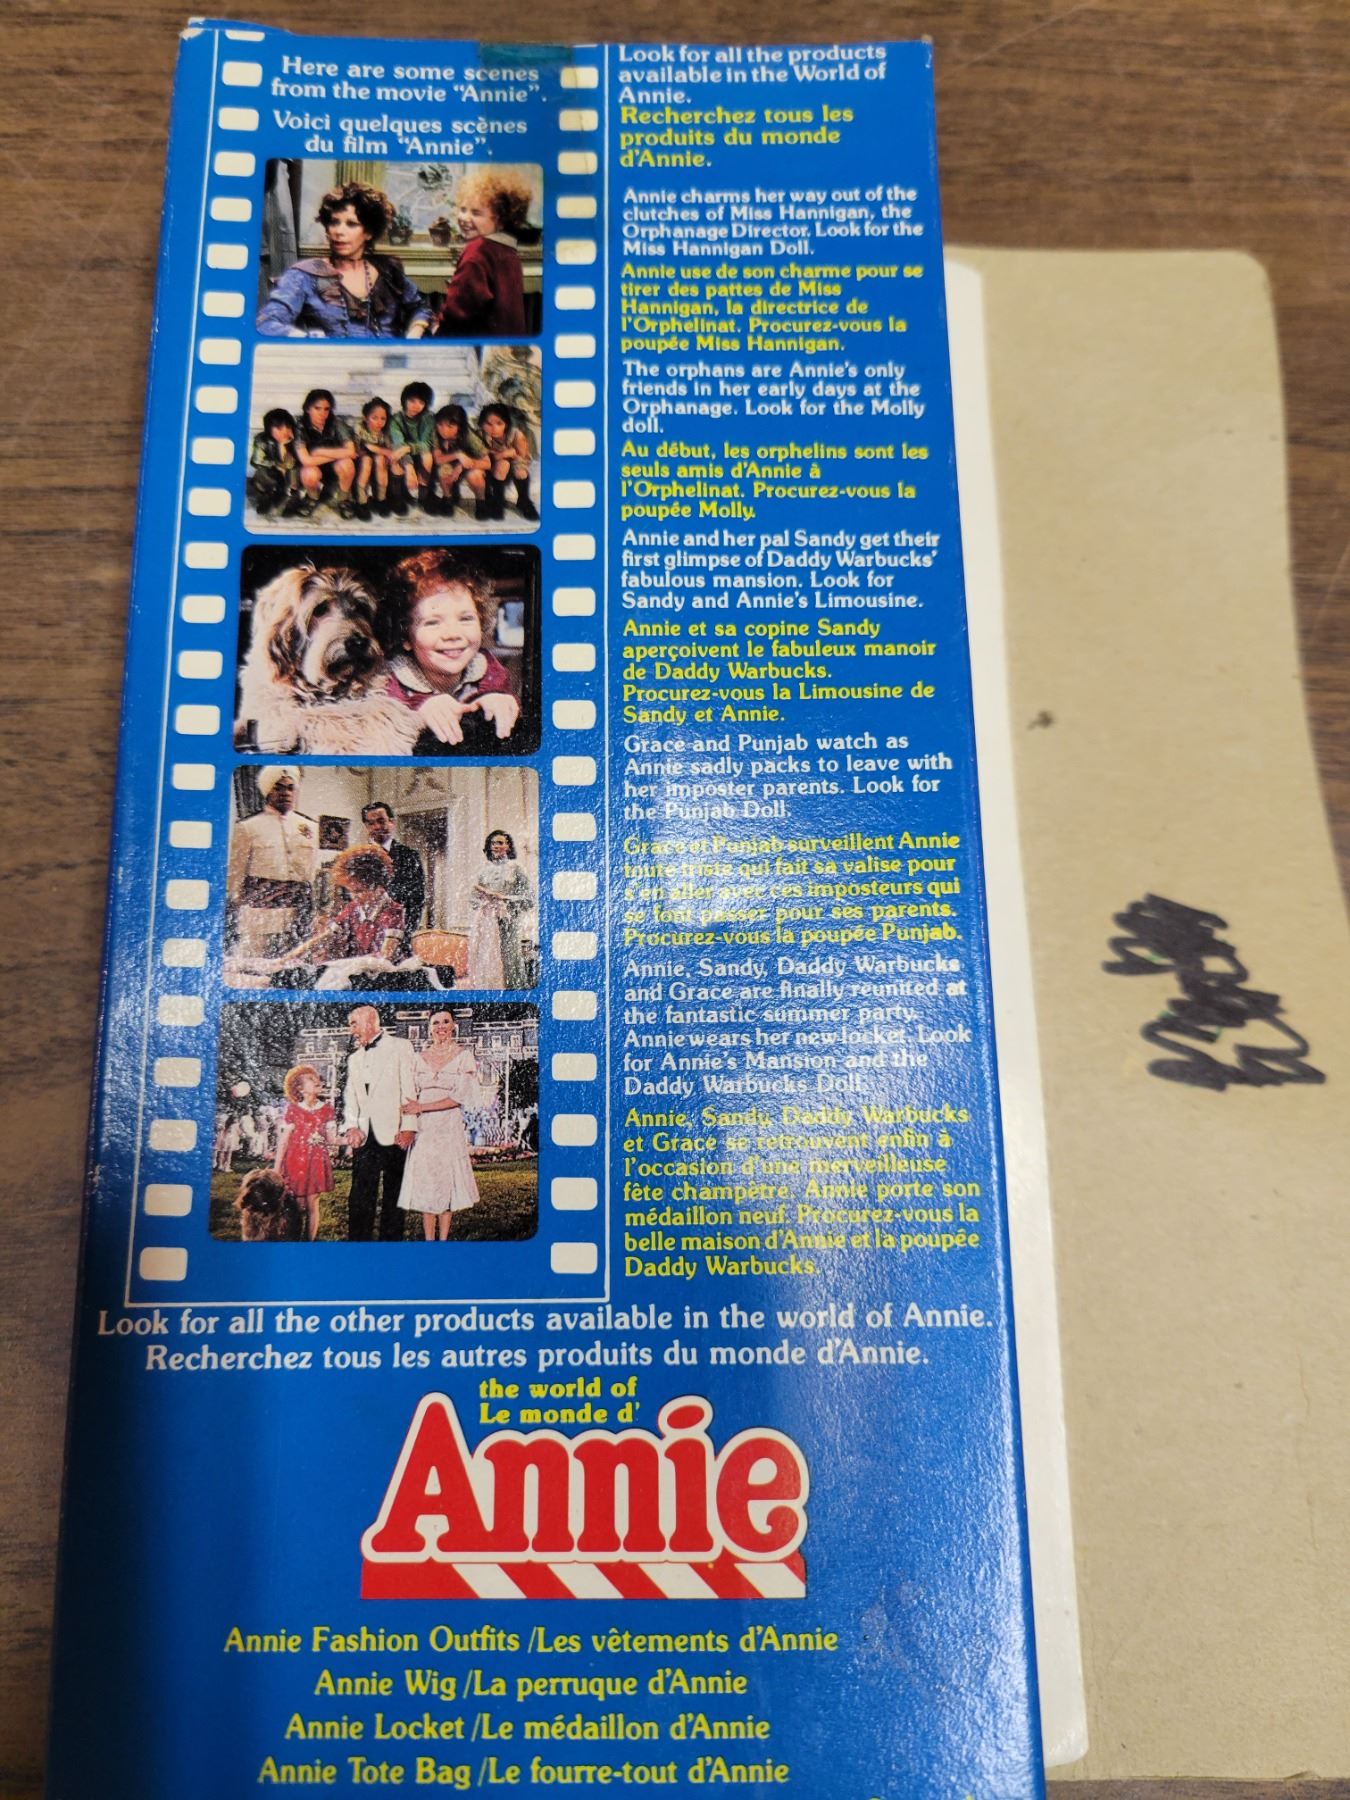 Here are some scenes
from the movie “Annie”.
Voici quelques scènes
du film “Annie”.
Look for all the products
available in the World of
Annie.
Recherchez tous les
produits du monde
d'Annie.
Annie charms her way out of the
clutches of Miss Hannigan, the
Orphanage Director. Look for the
Miss Hannigan Doll.
Annie use de son charme pour se
tirer des pattes de Miss
Hannigan, la directrice de
l'Orphelinat. Procurez-vous la
poupée Miss Hannigan.
The orphans are Annie's only
friends in her early days at the
Orphanage. Look for the Molly
doll.
Au début, les orphelins sont les
seuls amis d'Annie à
l'Orphelinat. Procurez-vous la
poupée Molly.
Annie and her pal Sandy get their
first glimpse of Daddy Warbucks'
fabulous mansion. Look for
Sandy and Annie's Limousine.
Annie et sa copine Sandy
aperçoivent le fabuleux manoir
de Daddy Warbucks.
Procurez-vous la Limousine de
Sandy et Annie.
Grace and Punjab watch as
Annie sadly packs to leave with
her imposter parents. Look for
the Punjab Doll.
Grace et Punjab surveillent Annie
toute triste qui fait sa valise pour
s'en aller avec ces imposteurs qui
se font passer pour ses parents.
Procurez-vous la poupée Punjab.
Annie, Sandy, Daddy Warbucks
and Grace are finally reunited at
the fantastic summer party.
Annie wears her new locket. Look
for Annie's Mansion and the
Daddy Warbucks Doll.
Annie, Sandy, Daddy Warbucks
et Grace se retrouvent enfin à
l'occasion d'une merveilleuse
fête champêtre. Annie porte son
médaillon neuf. Procurez-vous la
belle maison d'Annie et la poupée
Daddy Warbucks.
Look for all the other products available in the world of Annie.
Recherchez tous les autres produits du monde d'Annie.
the world of
Le monde d'
Annie
Annie Fashion Outfits /Les vêtements d'Annie
Annie Wig /La perruque d'Annie
Annie Locket /Le médaillon d'Annie
Annie Tote Bag /Le fourre-tout d'Annie